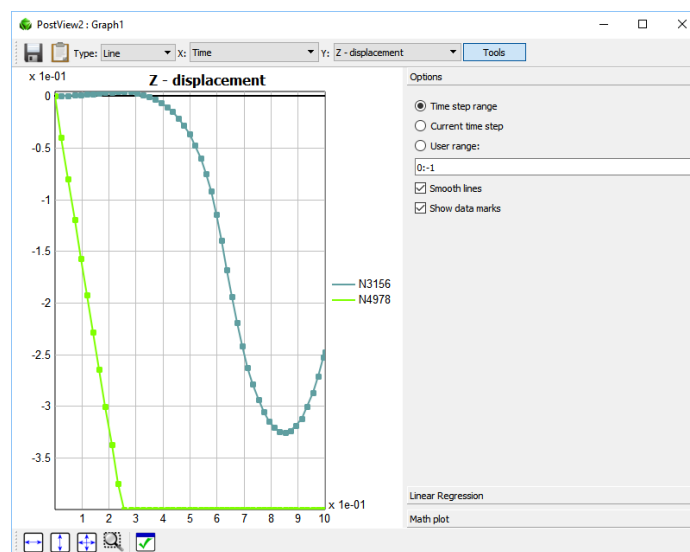 PostView2 : Graph1
Type: Line X: Time Y: Z - displacement Tools
x 1e-01 Z - displacement
0
-0.5
-1
-1.5
-2
-2.5
-3
-3.5
1 2 3 4 5 6 7 8 9 10
x 1e-01
N3156
N4978
Options
Time step range
Current time step
User range:
0:-1
Smooth lines
Show data marks
Linear Regression
Math plot